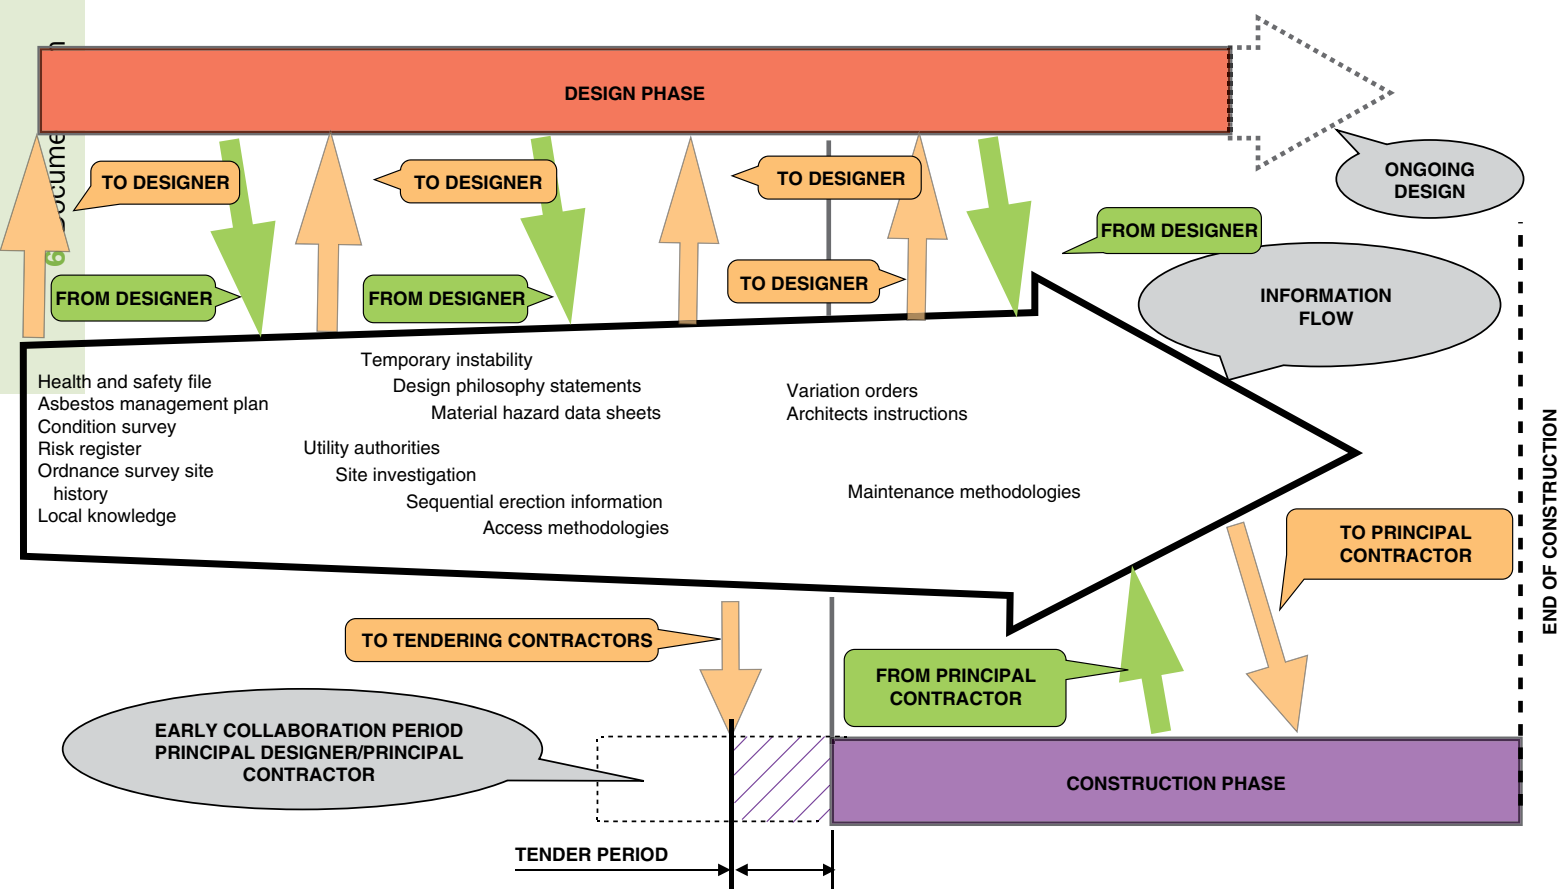 DESIGN PHASE
ONGOING
DESIGN
TO DESIGNER
TO DESIGNER
TO DESIGNER
FROM DESIGNER
FROM DESIGNER
FROM DESIGNER
TO DESIGNER
INFORMATION
FLOW
Health and safety file
Asbestos management plan
Condition survey
Risk register
Ordnance survey site
history
Local knowledge
Temporary instability
Design philosophy statements
Material hazard data sheets
Utility authorities
Site investigation
Sequential erection information
Access methodologies
Variation orders
Architects instructions
Maintenance methodologies
TO PRINCIPAL
CONTRACTOR
END OF CONSTRUCTION
TO TENDERING CONTRACTORS
FROM PRINCIPAL
CONTRACTOR
EARLY COLLABORATION PERIOD
PRINCIPAL DESIGNER/PRINCIPAL
CONTRACTOR
CONSTRUCTION PHASE
TENDER PERIOD